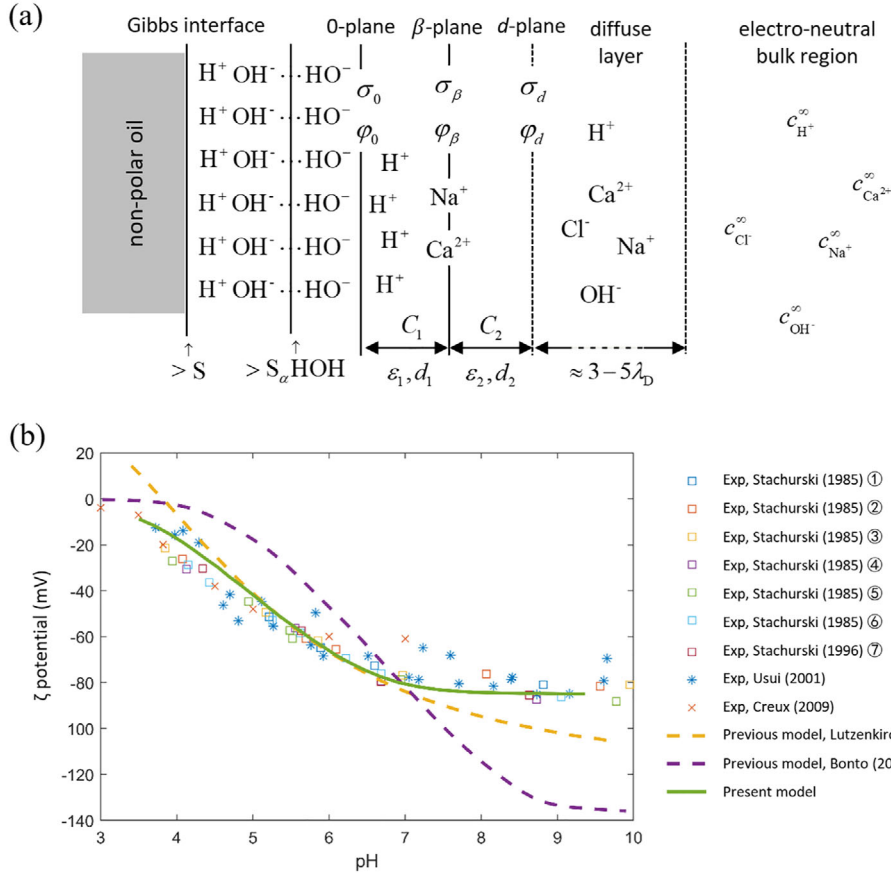 (a)
Gibbs interface
0-plane
β-plane
d-plane
diffuse
layer
electro-neutral
bulk region
non-polar oil
H⁺ OH⁻ ... HO⁻
H⁺ OH⁻ ... HO⁻
H⁺ OH⁻ ... HO⁻
H⁺ OH⁻ ... HO⁻
H⁺ OH⁻ ... HO⁻
H⁺ OH⁻ ... HO⁻
σ₀
φ₀
H⁺
H⁺
H⁺
H⁺
σ_β
φ_β
Na⁺
Ca²⁺
σ_d
φ_d
H⁺
Ca²⁺
Cl⁻
Na⁺
OH⁻
c^∞_H⁺
c^∞_Ca²⁺
c^∞_Cl⁻
c^∞_Na⁺
c^∞_OH⁻
C₁
C₂
↑
↑
> S
> S_αHOH
ε₁, d₁
ε₂, d₂
≈ 3 − 5λ_D
(b)
20
0
-20
-40
-60
-80
-100
-120
-140
ζ potential (mV)
3 4 5 6 7 8 9 10
pH
Exp, Stachurski (1985) ①
Exp, Stachurski (1985) ②
Exp, Stachurski (1985) ③
Exp, Stachurski (1985) ④
Exp, Stachurski (1985) ⑤
Exp, Stachurski (1985) ⑥
Exp, Stachurski (1996) ⑦
Exp, Usui (2001)
Exp, Creux (2009)
Previous model, Lutzenkirc
Previous model, Bonto (20
Present model